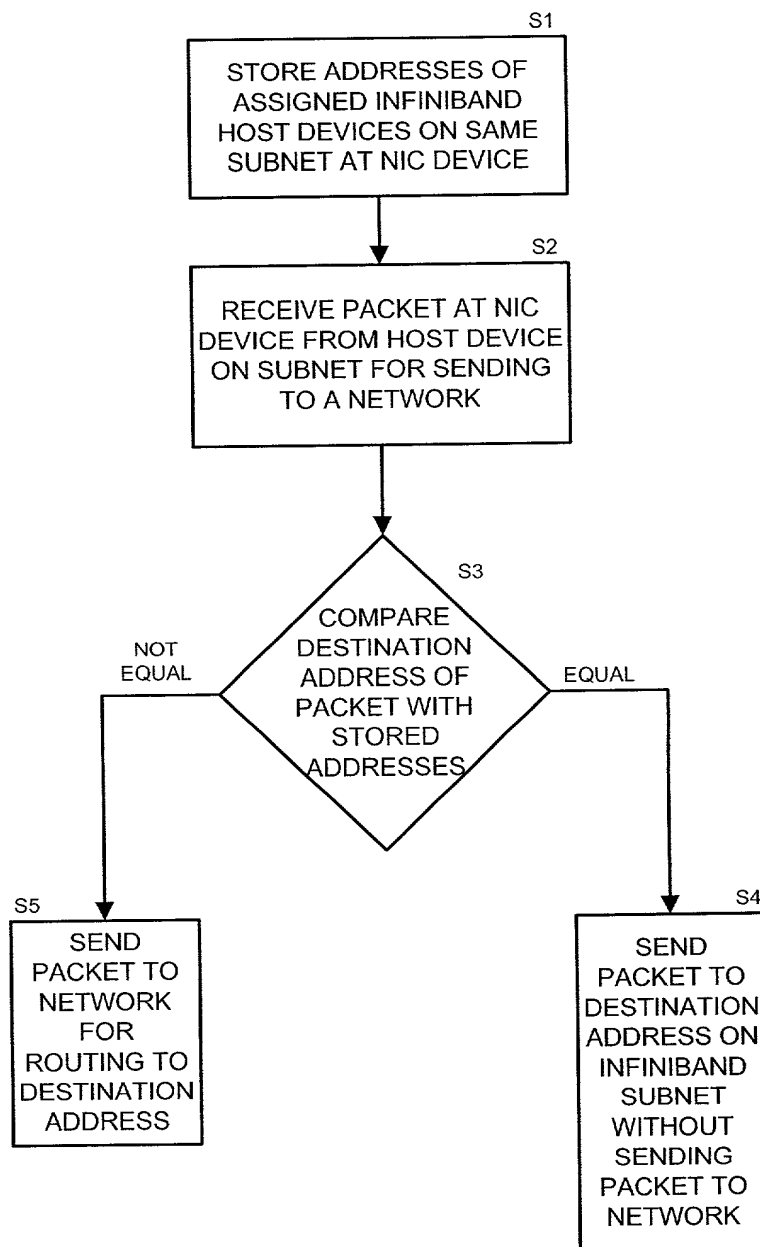 S1
STORE ADDRESSES OF
ASSIGNED INFINIBAND
HOST DEVICES ON SAME
SUBNET AT NIC DEVICE
S2
RECEIVE PACKET AT NIC
DEVICE FROM HOST DEVICE
ON SUBNET FOR SENDING
TO A NETWORK
S3
COMPARE
DESTINATION
ADDRESS OF
PACKET WITH
STORED
ADDRESSES
NOT
EQUAL
EQUAL
S5
SEND
PACKET TO
NETWORK
FOR
ROUTING TO
DESTINATION
ADDRESS
S4
SEND
PACKET TO
DESTINATION
ADDRESS ON
INFINIBAND
SUBNET
WITHOUT
SENDING
PACKET TO
NETWORK